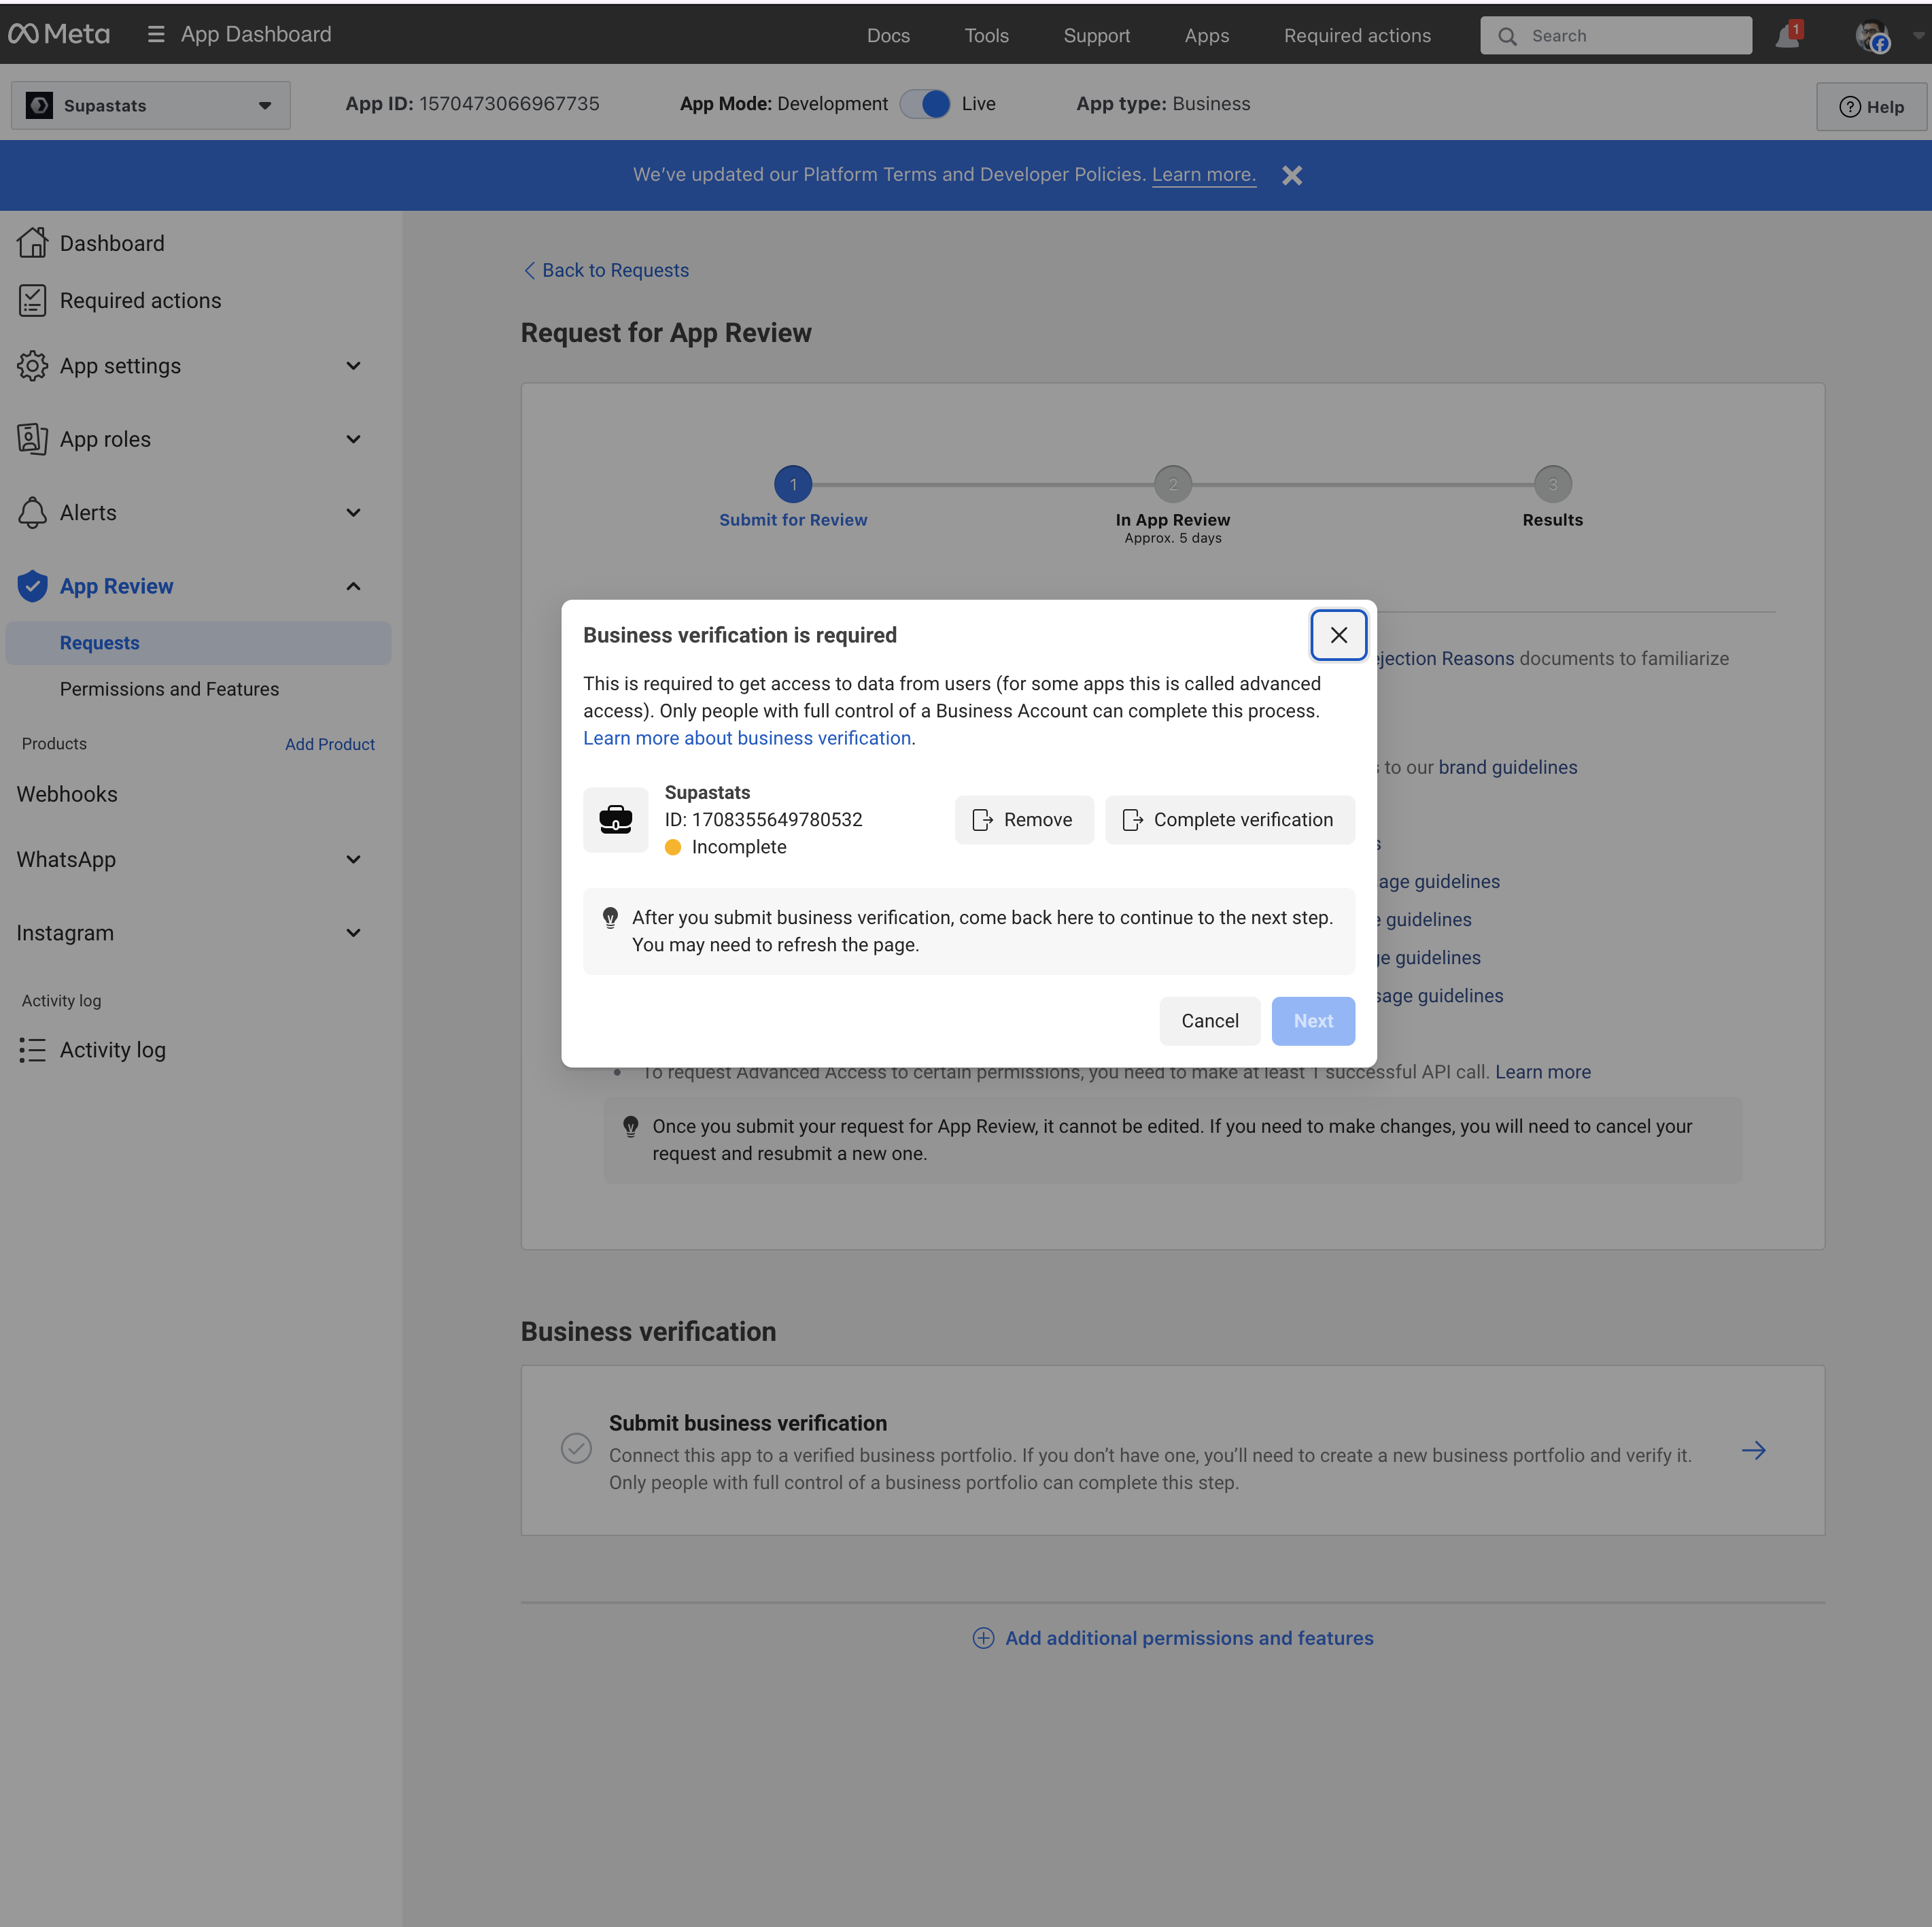 Meta
App Dashboard
Docs
Tools
Support
Apps
Required actions
Search
1
Supastats
App ID: 1570473066967735
App Mode: Development
Live
App type: Business
Help
We’ve updated our Platform Terms and Developer Policies. Learn more.
Dashboard
Required actions
App settings
App roles
Alerts
App Review
Requests
Permissions and Features
Products
Add Product
Webhooks
WhatsApp
Instagram
Activity log
Activity log
Back to Requests
Request for App Review
1
2
3
Submit for Review
In App Review
Results
Approx. 5 days
Business verification is required
This is required to get access to data from users (for some apps this is called advanced
access). Only people with full control of a Business Account can complete this process.
Learn more about business verification.
Supastats
ID: 1708355649780532
Incomplete
Remove
Complete verification
After you submit business verification, come back here to continue to the next step.
You may need to refresh the page.
Cancel
Next
Reasons documents to familiarize
to our brand guidelines
guidelines
guidelines
guidelines
guidelines
To request Advanced Access to certain permissions, you need to make at least 1 successful API call. Learn more
Once you submit your request for App Review, it cannot be edited. If you need to make changes, you will need to cancel your
request and resubmit a new one.
Business verification
Submit business verification
Connect this app to a verified business portfolio. If you don’t have one, you’ll need to create a new business portfolio and verify it.
Only people with full control of a business portfolio can complete this step.
Add additional permissions and features